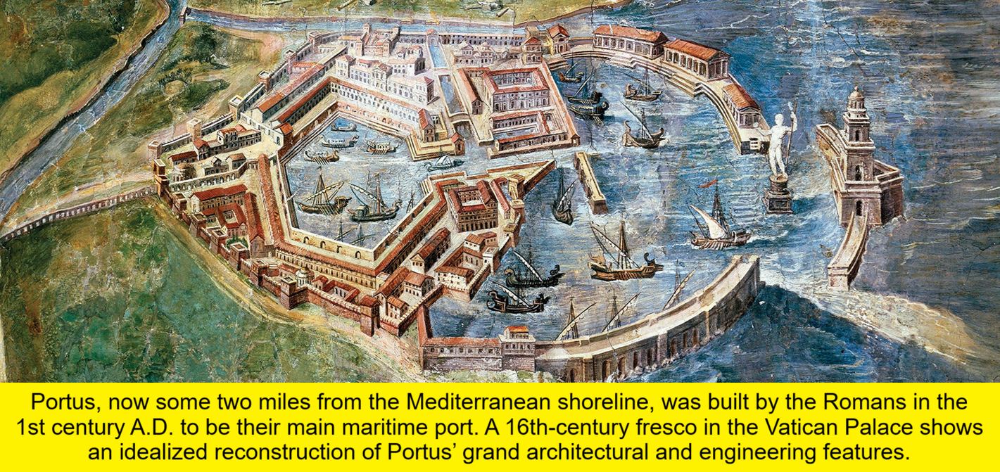 Portus, now some two miles from the Mediterranean shoreline, was built by the Romans in the
1st century A.D. to be their main maritime port. A 16th-century fresco in the Vatican Palace shows
an idealized reconstruction of Portus’ grand architectural and engineering features.